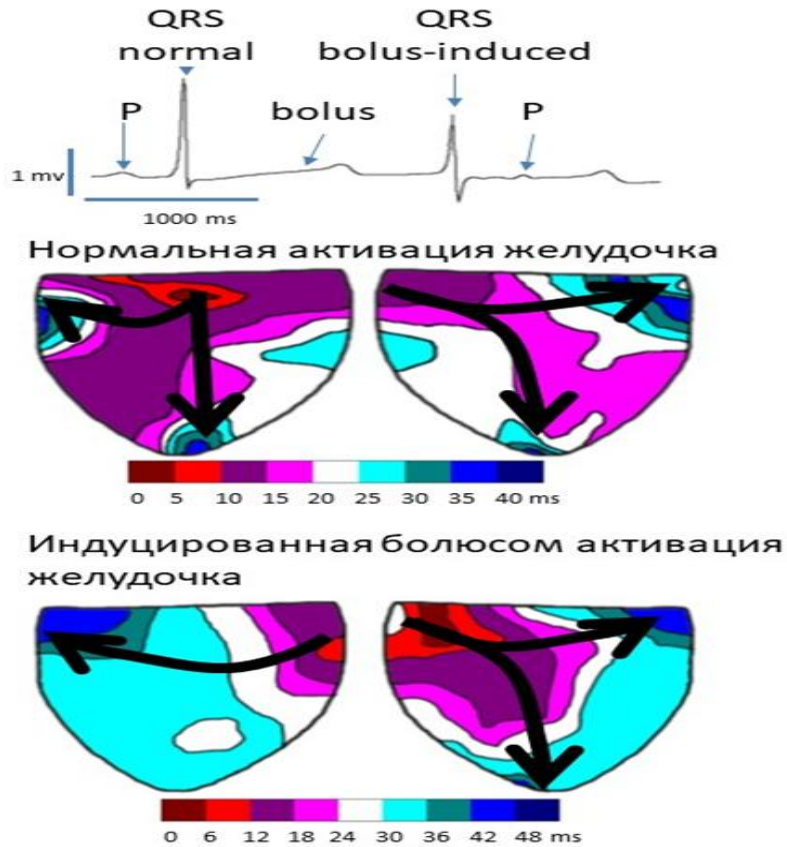 QRS QRS
normal bolus-induced
P bolus P
1 mv
1000 ms
Нормальная активация желудочка
0 5 10 15 20 25 30 35 40 ms
Индуцированная болюсом активация
желудочка
0 6 12 18 24 30 36 42 48 ms